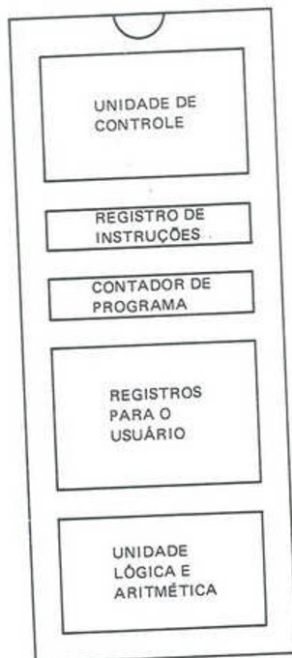 UNIDADE DE
CONTROLE
REGISTRO DE
INSTRUÇÕES
CONTADOR DE
PROGRAMA
REGISTROS
PARA O
USUÁRIO
UNIDADE
LÓGICA E
ARITMÉTICA